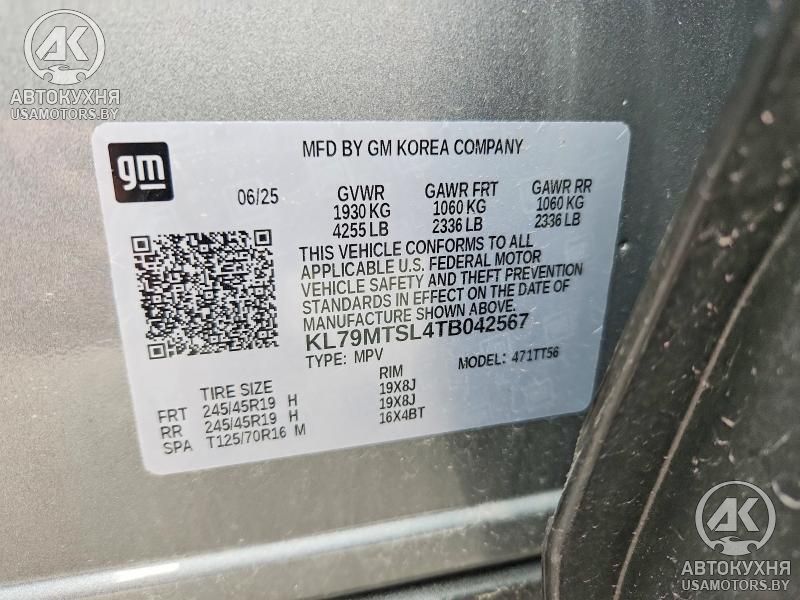 AK
АВТОКУХНЯ
USAMOTORS.BY
gm
MFD BY GM KOREA COMPANY
06/25 GVWR GAWR FRT GAWR RR
1930 KG 1060 KG 1060 KG
4255 LB 2336 LB 2336 LB
THIS VEHICLE CONFORMS TO ALL
APPLICABLE U.S. FEDERAL MOTOR
VEHICLE SAFETY AND THEFT PREVENTION
STANDARDS IN EFFECT ON THE DATE OF
MANUFACTURE SHOWN ABOVE.
KL79MTSL4TB042567
TYPE: MPV MODEL: 471TT56
TIRE SIZE RIM
FRT 245/45R19 H 19X8J
RR 245/45R19 H 19X8J
SPA T125/70R16 M 16X4BT
AK
АВТОКУХНЯ
USAMOTORS.BY